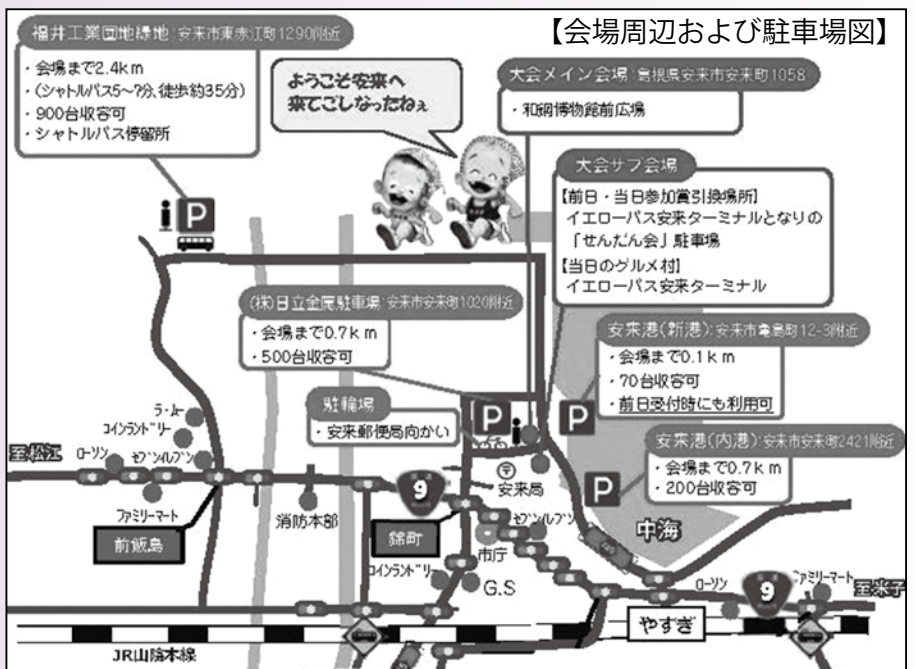 【会場周辺および駐車場図】
福井工業団地緑地:安来市東赤江町1290附近
・会場まで2.4km
・(シャトルバス5〜7分、徒歩約35分)
・900台収容可
・シャトルバス停留所
ようこそ安来へ
来てごしなったねぇ
大会メイン会場:島根県安来市安来町1058
・和鋼博物館前広場
大会サブ会場
【前日・当日参加賞引換場所】
イエローバス安来ターミナルとなりの
「せんだん会」駐車場
【当日のグルメ村】
イエローバス安来ターミナル
i P
(株)日立金属駐車場:安来市安来町1020附近
・会場まで0.7km
・500台収容可
安来港(新港):安来市亀島町12-3附近
・会場まで0.1km
・70台収容可
・前日受付時にも利用可
駐輪場
・安来郵便局向かい
P i
P
安来港(内港):安来市安来町2421附近
・会場まで0.7km
・200台収容可
P
ラ・ムー
コインランドリー
至松江
ローソン
セブンイレブン
ファミリーマート
前飯島
消防本部
9
錦町
安来局
セブンイレブン
市庁
コインランドリー
G.S
中海
ローソン
9
ファミリーマート
至米子
やすぎ
JR山陰本線